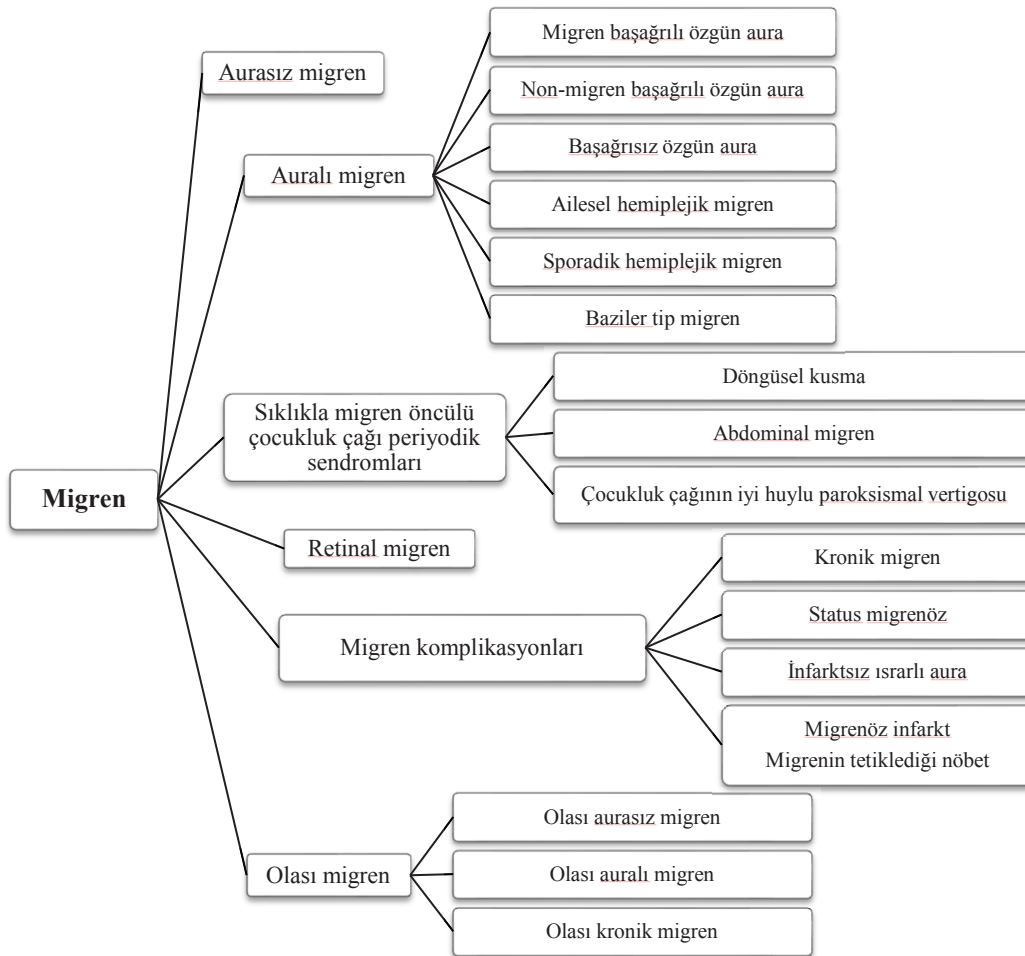 Migren
Aurasız migren
Auralı migren
Migren başağrılı özgün aura
Non-migren başağrılı özgün aura
Başağrısız özgün aura
Ailesel hemiplejik migren
Sporadik hemiplejik migren
Baziler tip migren
Sıklıkla migren öncülü
çocukluk çağı periyodik
sendromları
Döngüsel kusma
Abdominal migren
Çocukluk çağının iyi huylu paroksismal vertigosu
Retinal migren
Migren komplikasyonları
Kronik migren
Status migrenöz
İnfarktsız ısrarlı aura
Migrenöz infarkt
Migrenin tetiklediği nöbet
Olası migren
Olası aurasız migren
Olası auralı migren
Olası kronik migren